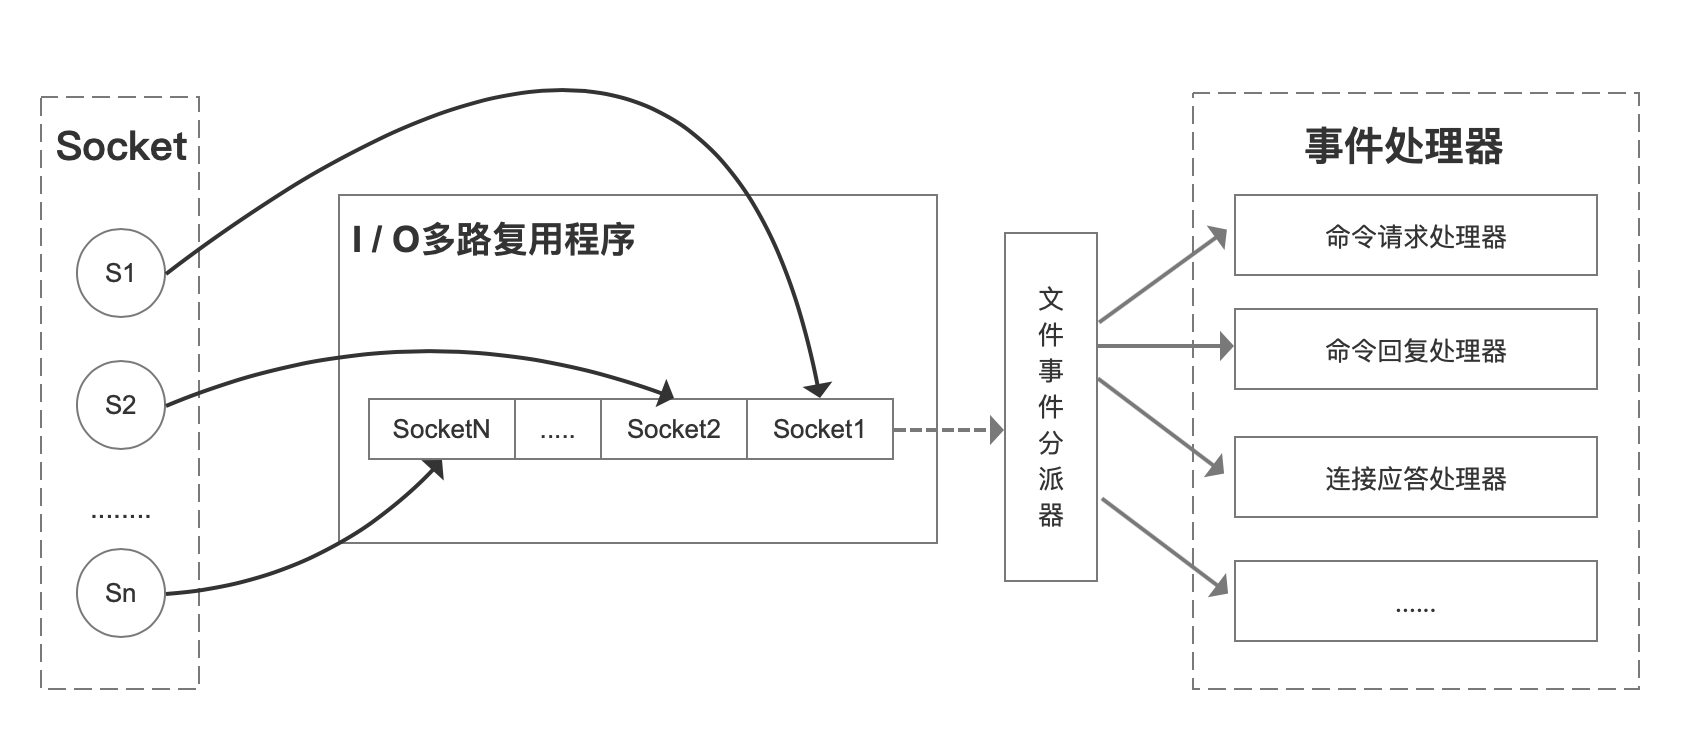 Socket
S1
S2
........
Sn
I / O多路复用程序
SocketN
.....
Socket2
Socket1
文件事件分派器
事件处理器
命令请求处理器
命令回复处理器
连接应答处理器
......